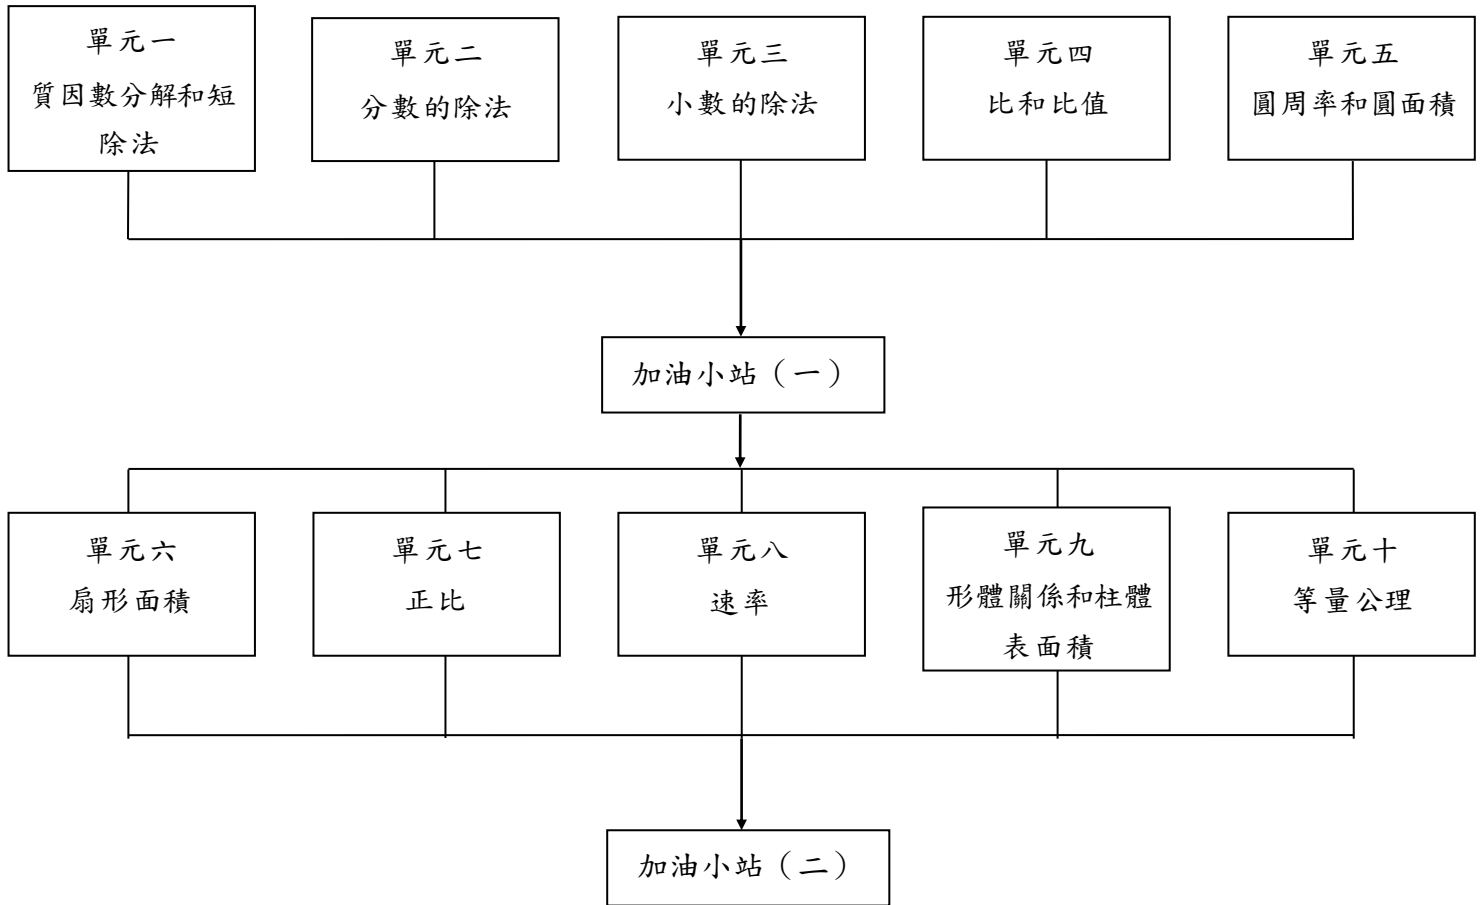 單元一
質因數分解和短
除法
單元二
分數的除法
單元三
小數的除法
單元四
比和比值
單元五
圓周率和圓面積
加油小站（一）
單元六
扇形面積
單元七
正比
單元八
速率
單元九
形體關係和柱體
表面積
單元十
等量公理
加油小站（二）